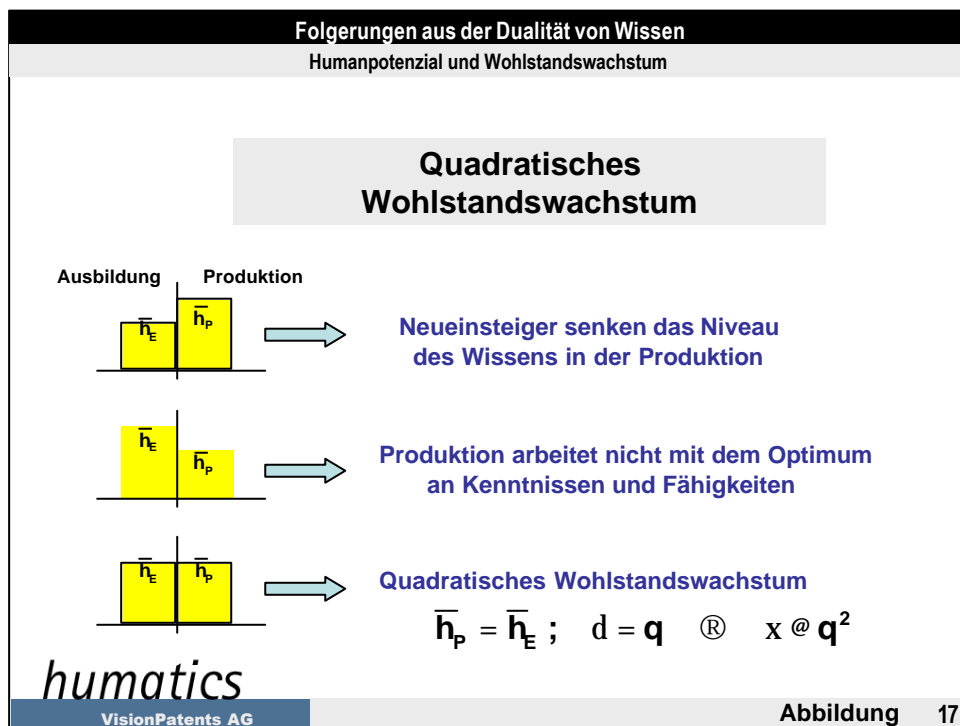 Folgerungen aus der Dualität von Wissen
Humanpotenzial und Wohlstandswachstum
Quadratisches
Wohlstandswachstum
Ausbildung Produktion
h̅E h̅P
Neueinsteiger senken das Niveau
des Wissens in der Produktion
h̅E h̅P
Produktion arbeitet nicht mit dem Optimum
an Kenntnissen und Fähigkeiten
h̅E h̅P
Quadratisches Wohlstandswachstum
h̅P = h̅E ; d = q ® x @ q²
humatics
VisionPatents AG
Abbildung 17